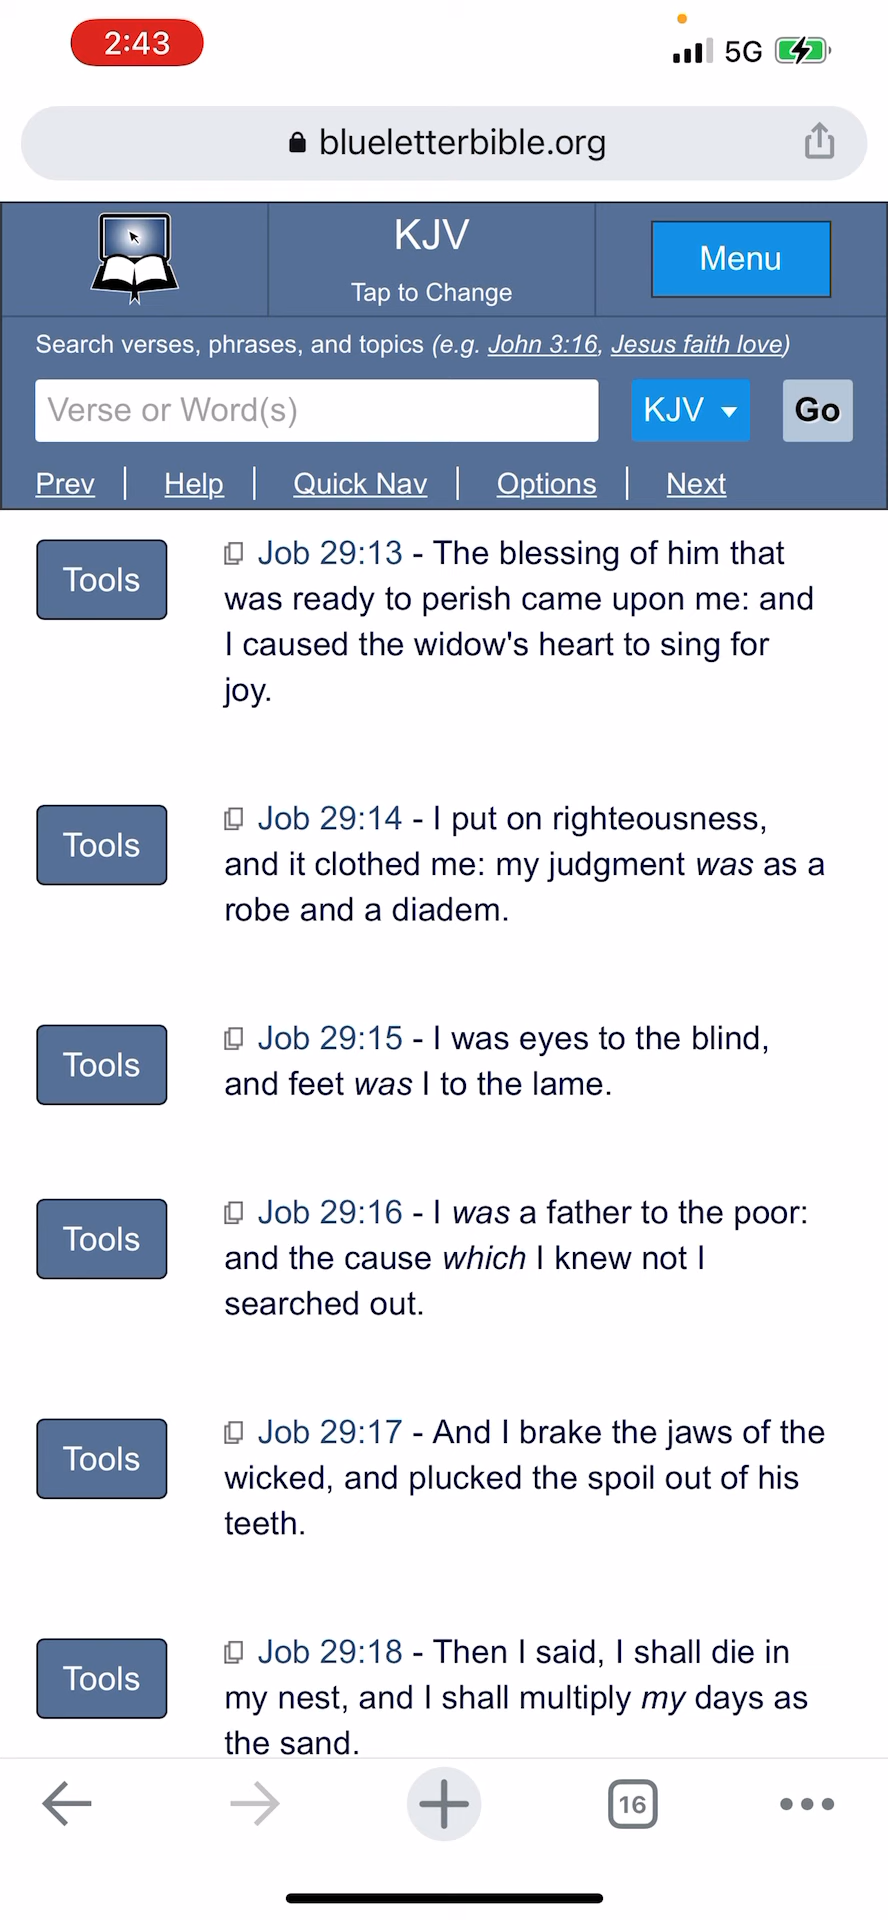 2:43
5G
blueletterbible.org
KJV
Tap to Change
Menu
Search verses, phrases, and topics (e.g. John 3:16, Jesus faith love)
Verse or Word(s)
KJV
Go
Prev | Help | Quick Nav | Options | Next
Tools
Job 29:13 - The blessing of him that
was ready to perish came upon me: and
I caused the widow's heart to sing for
joy.
Tools
Job 29:14 - I put on righteousness,
and it clothed me: my judgment was as a
robe and a diadem.
Tools
Job 29:15 - I was eyes to the blind,
and feet was I to the lame.
Tools
Job 29:16 - I was a father to the poor:
and the cause which I knew not I
searched out.
Tools
Job 29:17 - And I brake the jaws of the
wicked, and plucked the spoil out of his
teeth.
Tools
Job 29:18 - Then I said, I shall die in
my nest, and I shall multiply my days as
the sand.
16